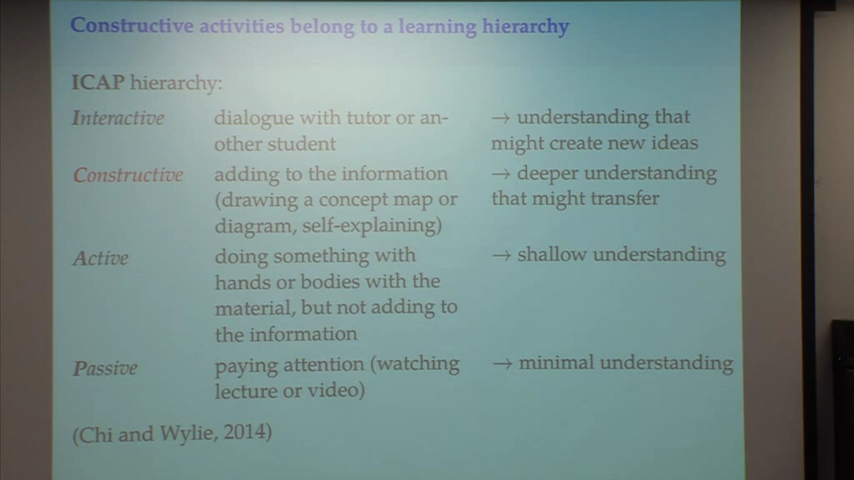 Constructive activities belong to a learning hierarchy
ICAP hierarchy:
Interactive dialogue with tutor or an- → understanding that
other student might create new ideas
Constructive adding to the information → deeper understanding
(drawing a concept map or that might transfer
diagram, self-explaining)
Active doing something with → shallow understanding
hands or bodies with the
material, but not adding to
the information
Passive paying attention (watching → minimal understanding
lecture or video)
(Chi and Wylie, 2014)